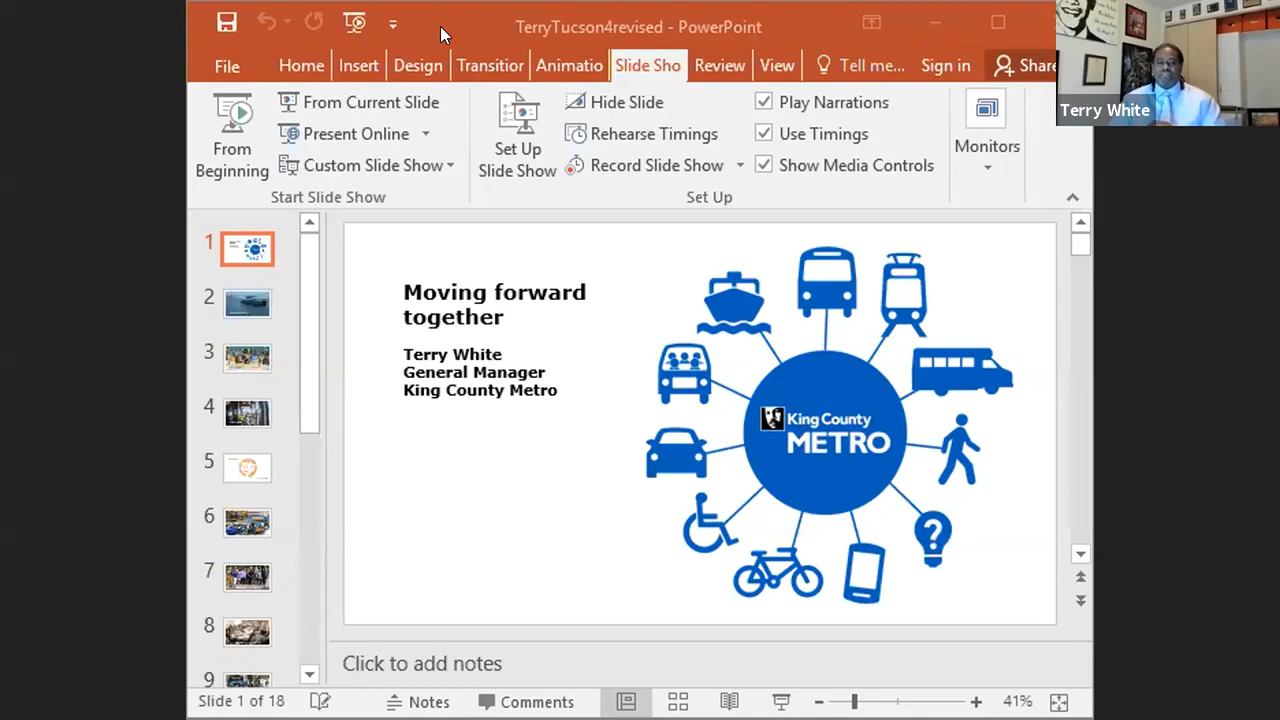 TerryTucson4revised - PowerPoint
File
Home
Insert
Design
Transition
Animatio
Slide Sho
Review
View
Tell me...
Sign in
Share
Terry White
From
Beginning
From Current Slide
Present Online
Custom Slide Show
Start Slide Show
Set Up
Slide Show
Hide Slide
Rehearse Timings
Record Slide Show
Play Narrations
Use Timings
Show Media Controls
Set Up
Monitors
1
2
3
4
5
6
7
8
9
Moving forward
together
Terry White
General Manager
King County Metro
King County
METRO
?
Click to add notes
Slide 1 of 18
Notes
Comments
41%